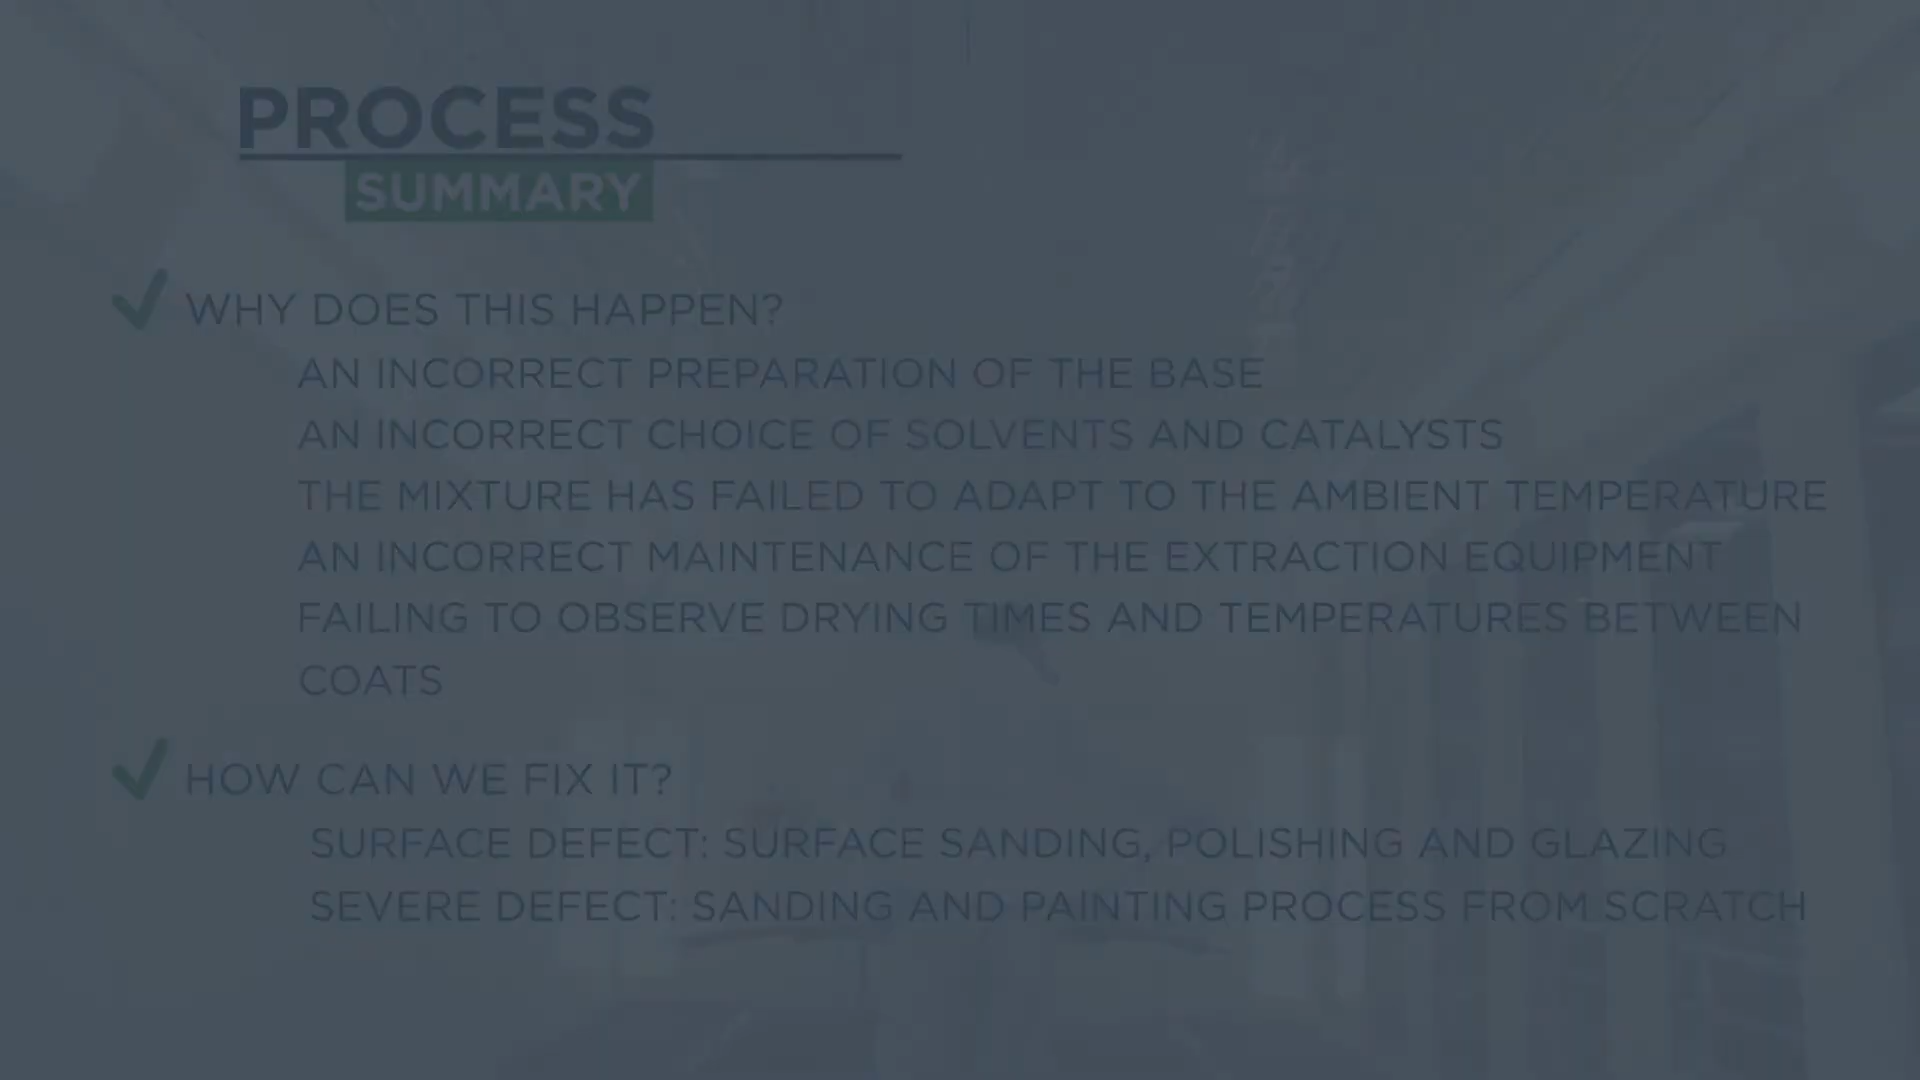 PROCESS
SUMMARY
WHY DOES THIS HAPPEN?
AN INCORRECT PREPARATION OF THE BASE
AN INCORRECT CHOICE OF SOLVENTS AND CATALYSTS
THE MIXTURE HAS FAILED TO ADAPT TO THE AMBIENT TEMPERATURE
AN INCORRECT MAINTENANCE OF THE EXTRACTION EQUIPMENT
FAILING TO OBSERVE DRYING TIMES AND TEMPERATURES BETWEEN
COATS
HOW CAN WE FIX IT?
SURFACE DEFECT: SURFACE SANDING, POLISHING AND GLAZING
SEVERE DEFECT: SANDING AND PAINTING PROCESS FROM SCRATCH